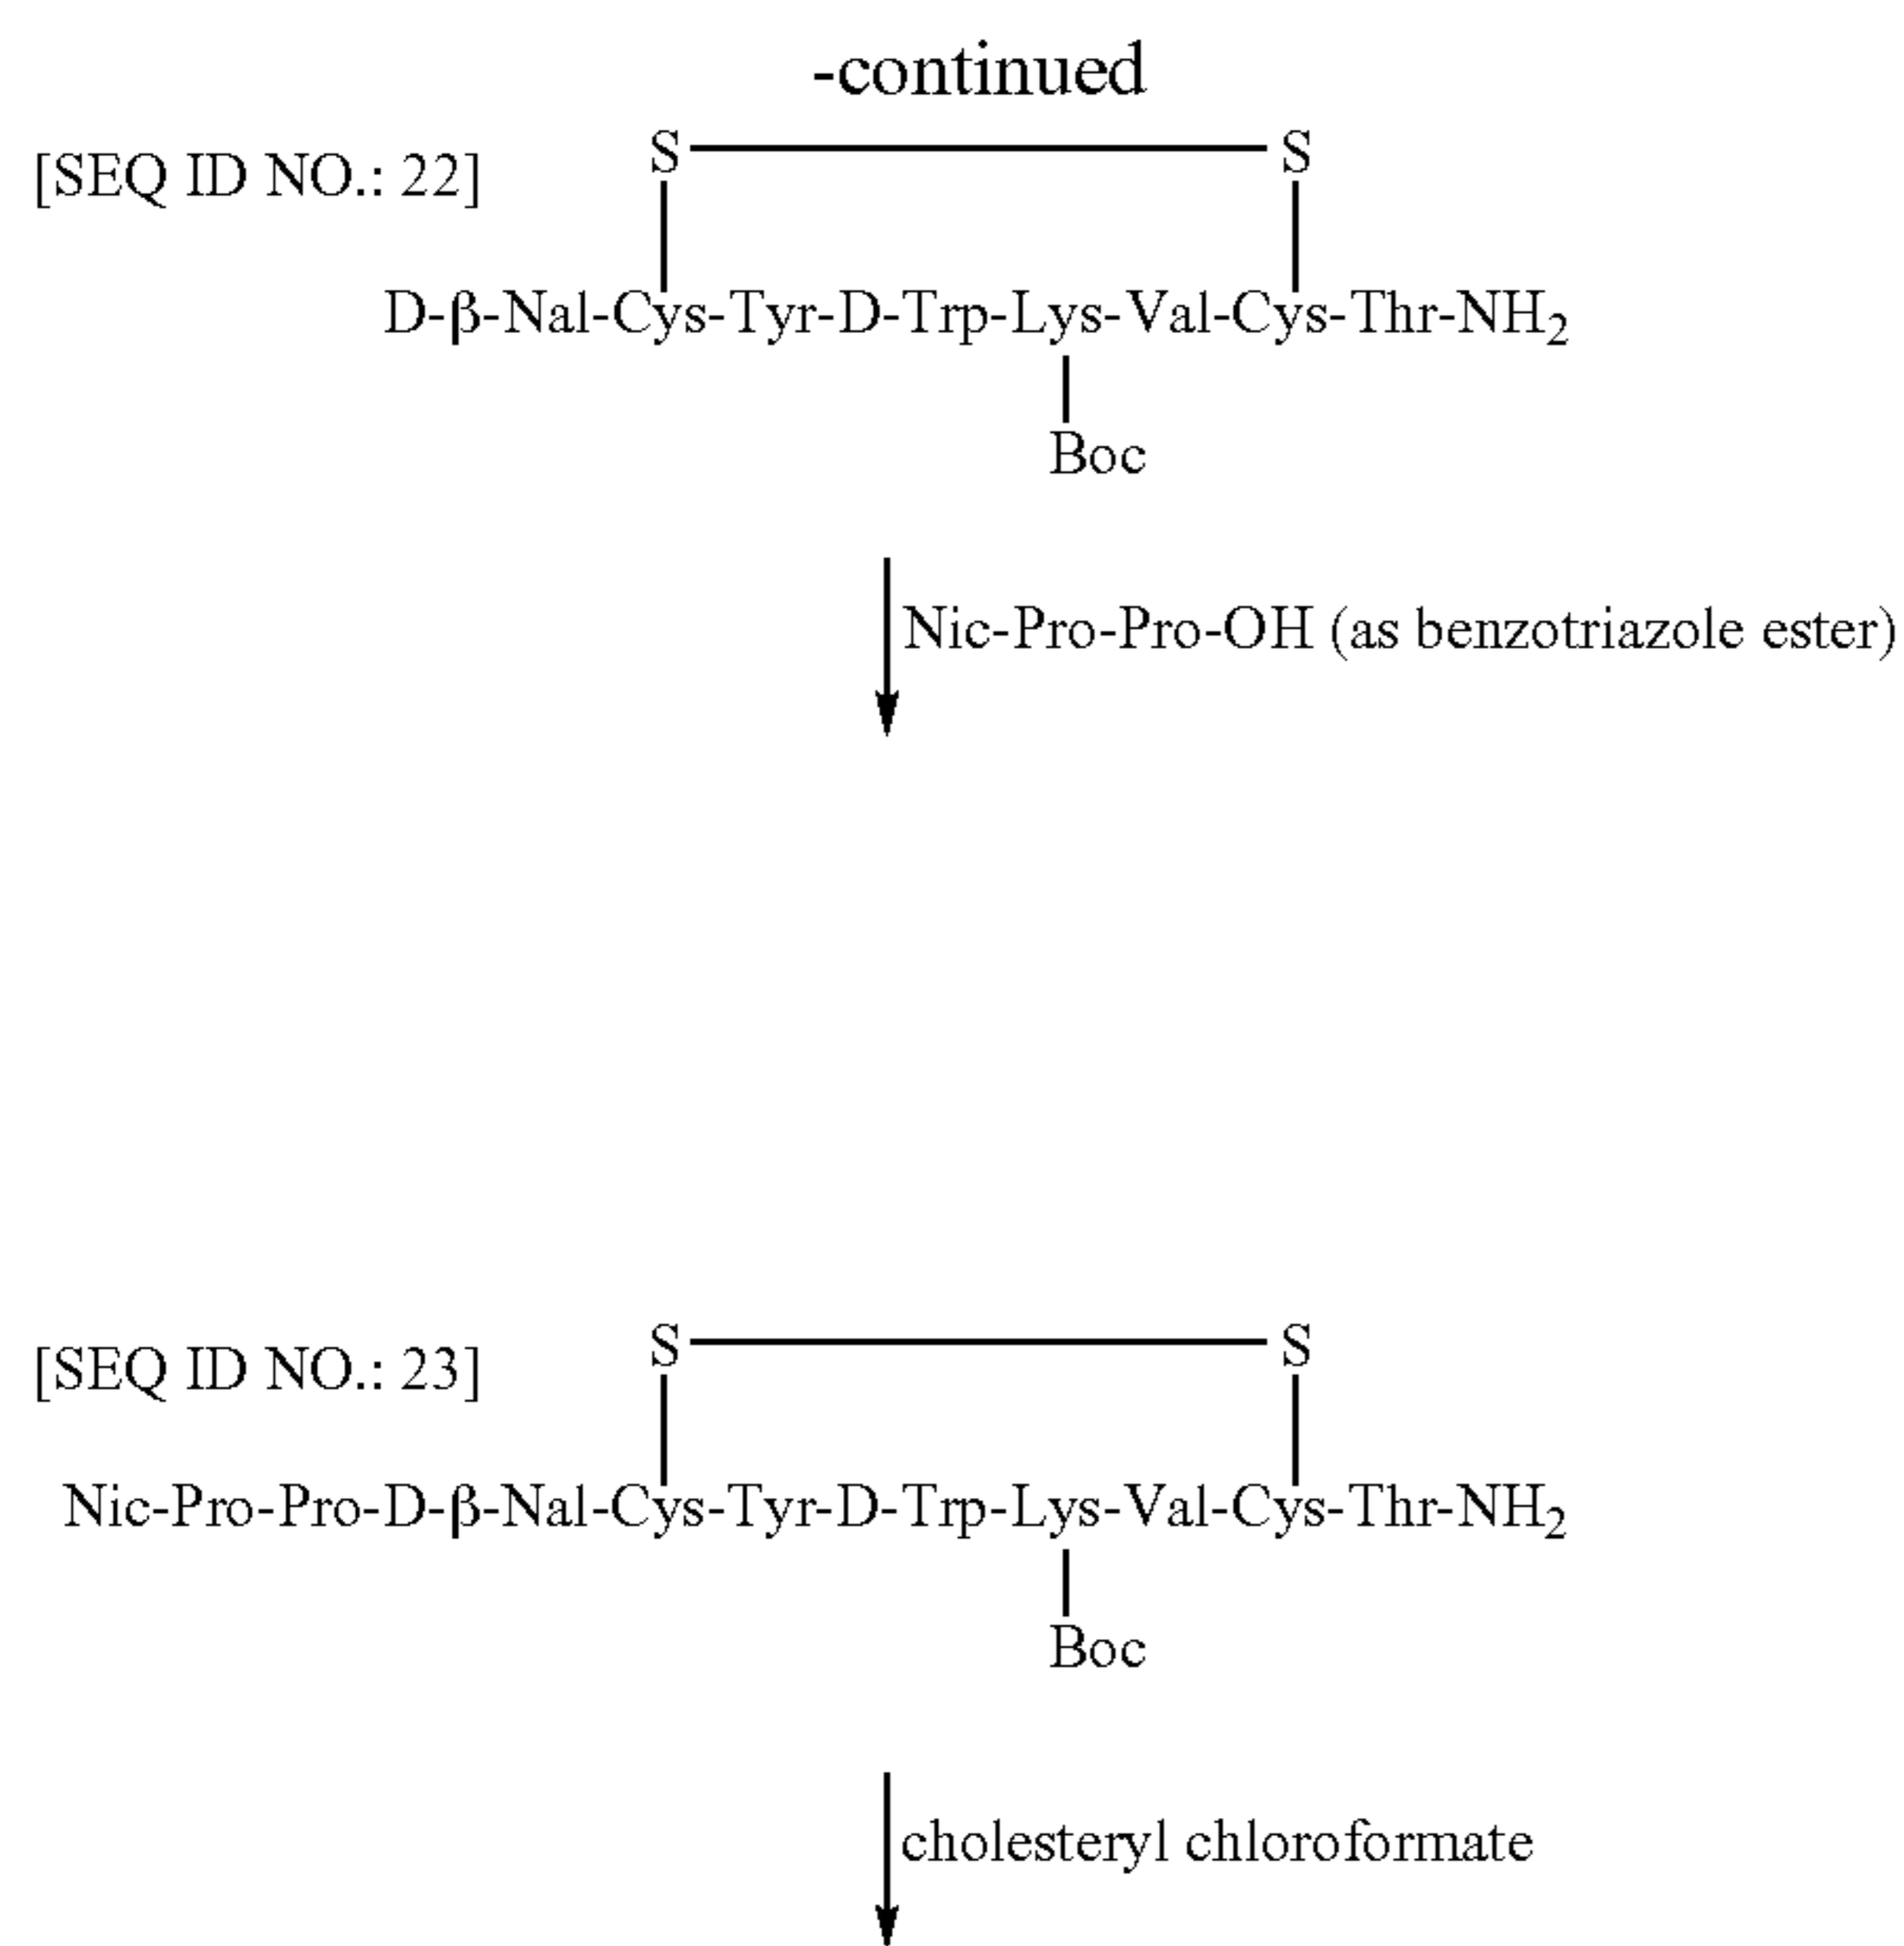 -continued
S S
[SEQ ID NO.: 22]
D-β-Nal-Cys-Tyr-D-Trp-Lys-Val-Cys-Thr-NH₂
Boc
Nic-Pro-Pro-OH (as benzotriazole ester)
S S
[SEQ ID NO.: 23]
Nic-Pro-Pro-D-β-Nal-Cys-Tyr-D-Trp-Lys-Val-Cys-Thr-NH₂
Boc
cholesteryl chloroformate